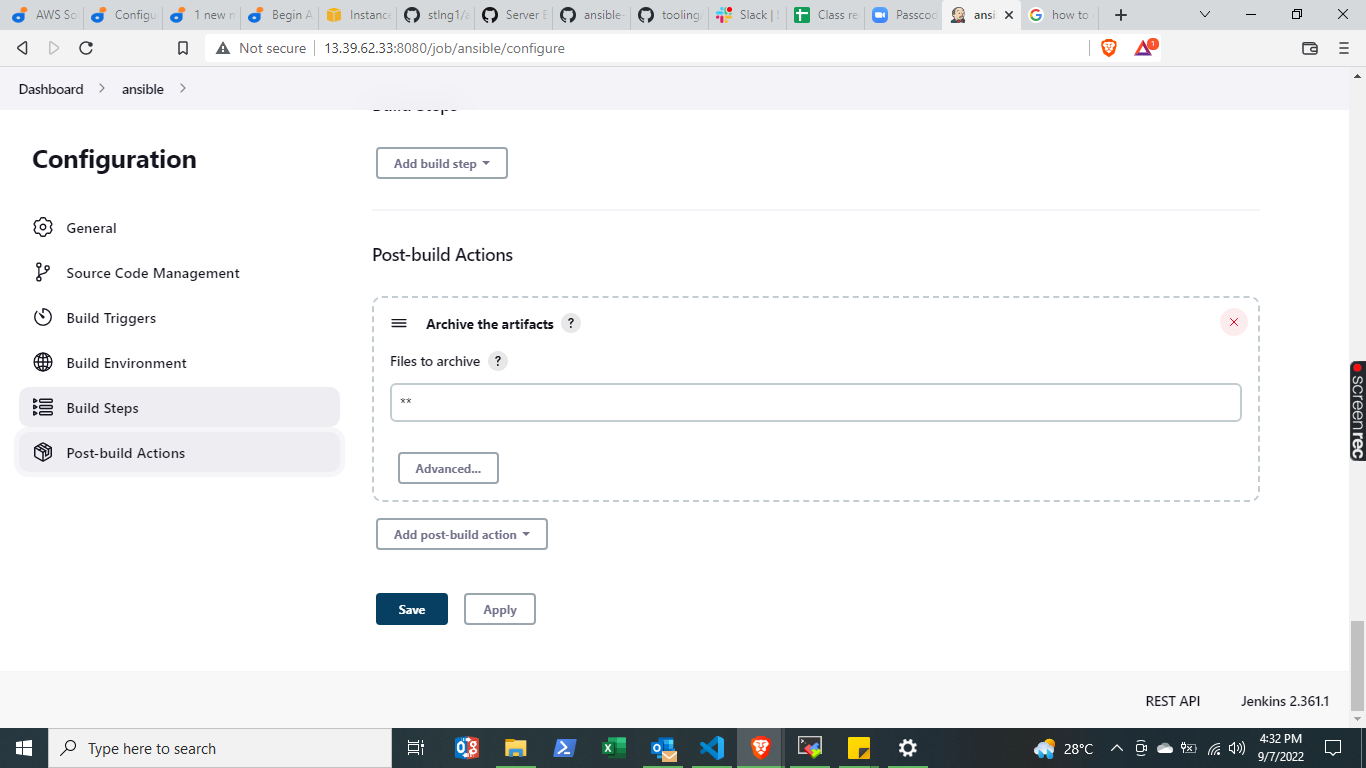 AWS So
Configu
1 new n
Begin A
Instance
stlng1/a
Server E
ansible-
tooling/
Slack | L
Class re
Passcod
ansi
how to
Not secure
13.39.62.33:8080/job/ansible/configure
1
Dashboard
ansible
Configuration
General
Source Code Management
Build Triggers
Build Environment
Build Steps
Post-build Actions
Build Steps
Add build step
Post-build Actions
Archive the artifacts ?
Files to archive ?
**
Advanced...
Add post-build action
Save
Apply
REST API
Jenkins 2.361.1
screenrec
Type here to search
28°C
4:32 PM
9/7/2022